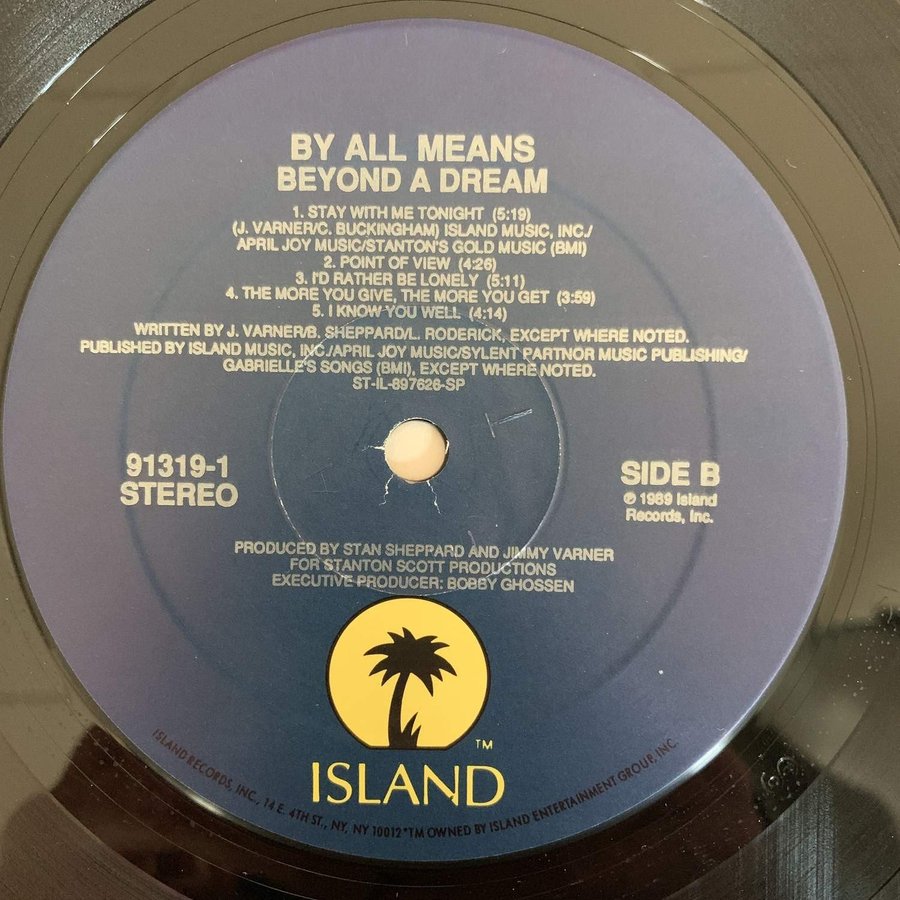 BY ALL MEANS
BEYOND A DREAM
1. STAY WITH ME TONIGHT (5:19)
(J. VARNER/C. BUCKINGHAM) ISLAND MUSIC, INC./
APRIL JOY MUSIC/STANTON'S GOLD MUSIC (BMI)
2. POINT OF VIEW (4:26)
3. I'D RATHER BE LONELY (5:11)
4. THE MORE YOU GIVE, THE MORE YOU GET (3:59)
5. I KNOW YOU WELL (4:14)
WRITTEN BY J. VARNER/B. SHEPPARD/L. RODERICK, EXCEPT WHERE NOTED.
PUBLISHED BY ISLAND MUSIC, INC./APRIL JOY MUSIC/SYLENT PARTNOR MUSIC PUBLISHING/
GABRIELLE'S SONGS (BMI), EXCEPT WHERE NOTED.
ST-IL-897626-SP
91319-1
STEREO
SIDE B
℗ 1989 Island
Records, Inc.
PRODUCED BY STAN SHEPPARD AND JIMMY VARNER
FOR STANTON SCOTT PRODUCTIONS
EXECUTIVE PRODUCER: BOBBY GHOSSEN
TM
ISLAND
ISLAND RECORDS, INC., 14 E. 4TH ST., NY, NY 10012 *TM OWNED BY ISLAND ENTERTAINMENT GROUP, INC.